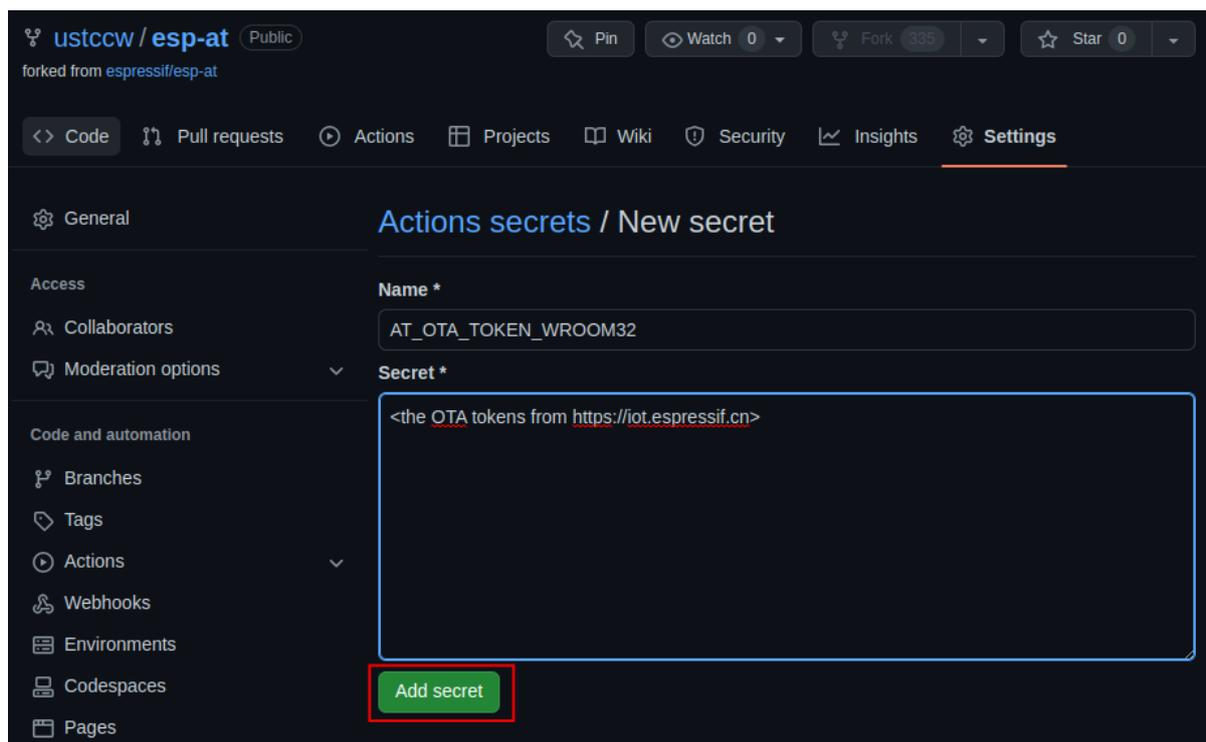 ustccw / esp-at Public
Pin
Watch 0
Fork 335
Star 0
forked from espressif/esp-at
Code
Pull requests
Actions
Projects
Wiki
Security
Insights
Settings
General
Access
Collaborators
Moderation options
Code and automation
Branches
Tags
Actions
Webhooks
Environments
Codespaces
Pages
Actions secrets / New secret
Name *
AT_OTA_TOKEN_WROOM32
Secret *
<the OTA tokens from https://iot.espressif.cn>
Add secret